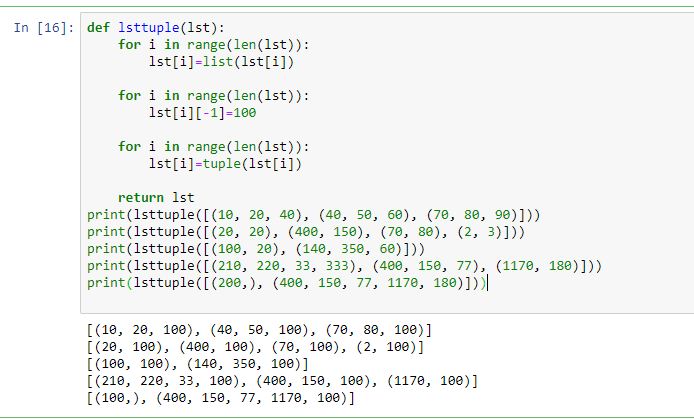 In [16]: def lsttuple(lst):
    for i in range(len(lst)):
        lst[i]=list(lst[i])
    for i in range(len(lst)):
        lst[i][-1]=100
    for i in range(len(lst)):
        lst[i]=tuple(lst[i])
    return lst
print(lsttuple([(10, 20, 40), (40, 50, 60), (70, 80, 90)]))
print(lsttuple([(20, 20), (400, 150), (70, 80), (2, 3)]))
print(lsttuple([(100, 20), (140, 350, 60)]))
print(lsttuple([(210, 220, 33, 333), (400, 150, 77), (1170, 180)]))
print(lsttuple([(200,), (400, 150, 77, 1170, 180)]))
[(10, 20, 100), (40, 50, 100), (70, 80, 100)]
[(20, 100), (400, 100), (70, 100), (2, 100)]
[(100, 100), (140, 350, 100)]
[(210, 220, 33, 100), (400, 150, 100), (1170, 100)]
[(100,), (400, 150, 77, 1170, 100)]